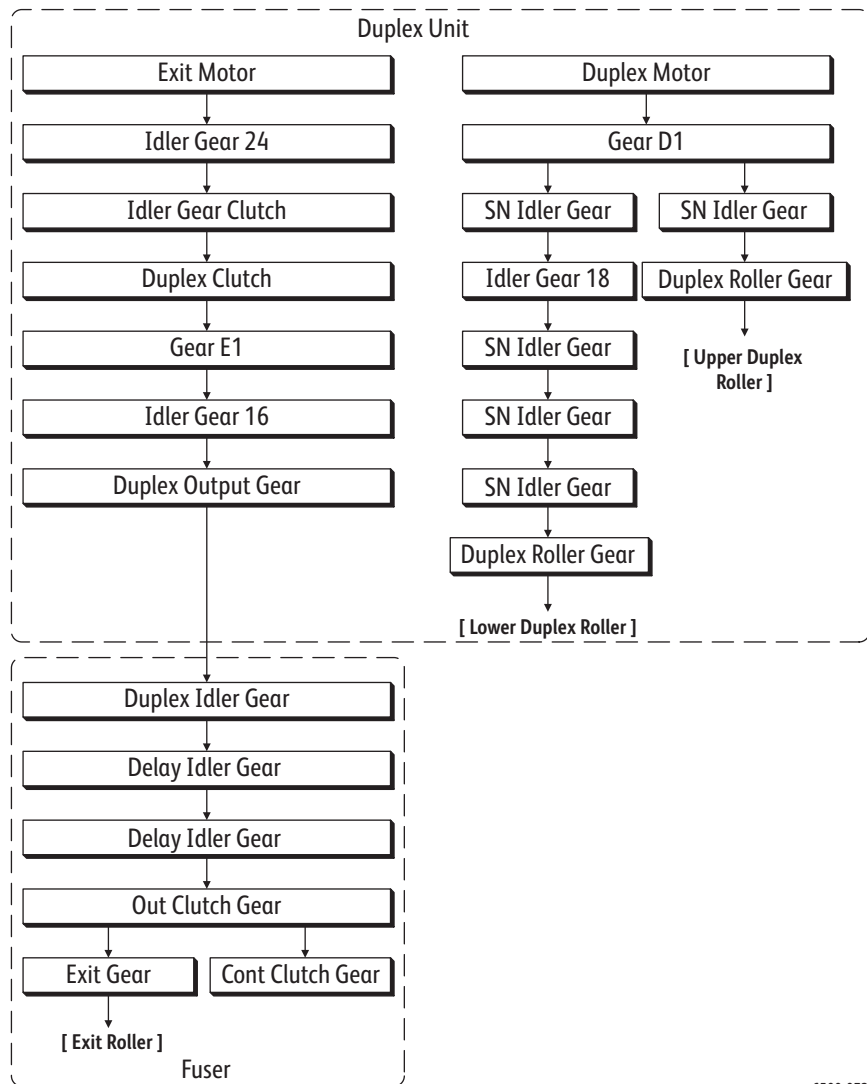 Duplex Unit
Exit Motor
Idler Gear 24
Idler Gear Clutch
Duplex Clutch
Gear E1
Idler Gear 16
Duplex Output Gear
Duplex Motor
Gear D1
SN Idler Gear
Idler Gear 18
SN Idler Gear
SN Idler Gear
SN Idler Gear
Duplex Roller Gear
[ Lower Duplex Roller ]
SN Idler Gear
Duplex Roller Gear
[ Upper Duplex
Roller ]
Duplex Idler Gear
Delay Idler Gear
Delay Idler Gear
Out Clutch Gear
Exit Gear
Cont Clutch Gear
[ Exit Roller ]
Fuser